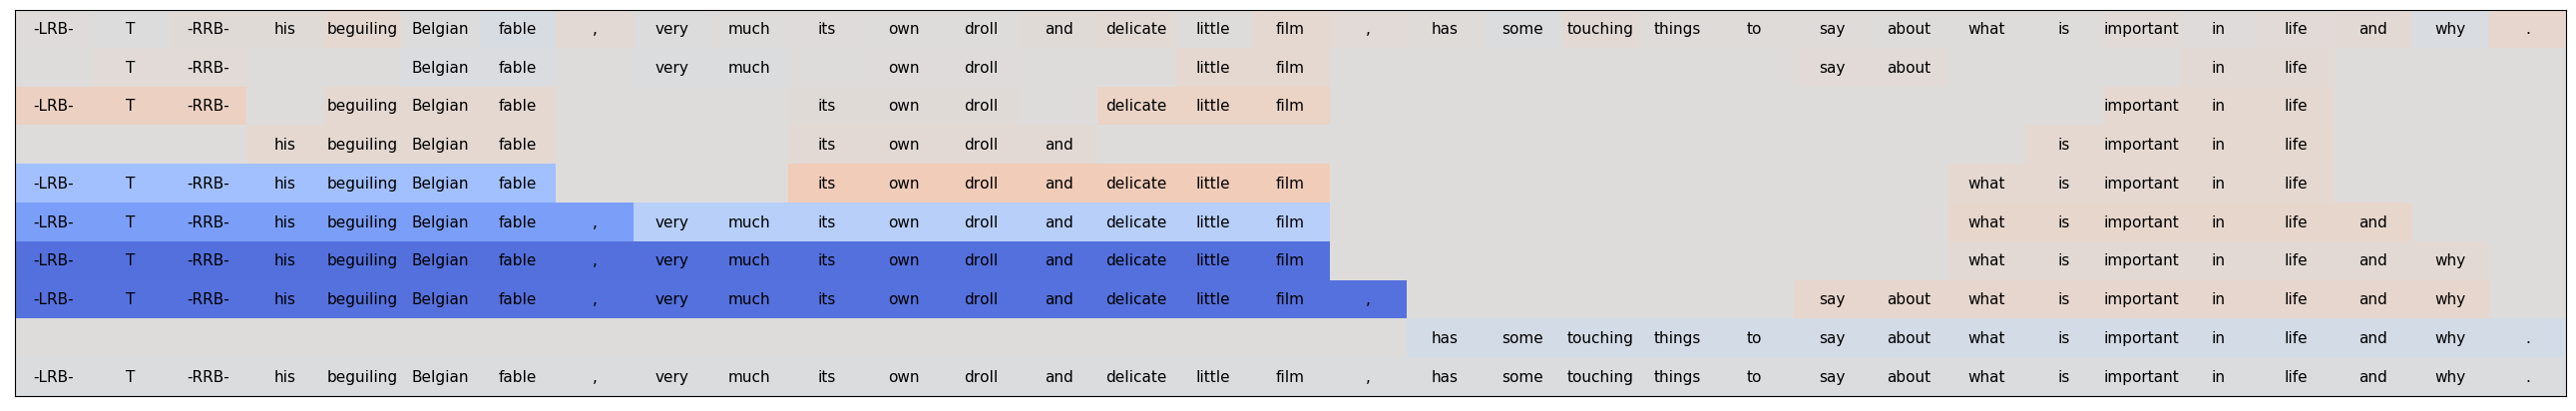 -LRB- T -RRB- his beguiling Belgian fable , very much its own droll and delicate little film , has some touching things to say about what is important in life and why .
T -RRB- Belgian fable very much own droll little film say about in life
-LRB- T -RRB- beguiling Belgian fable its own droll delicate little film important in life
his beguiling Belgian fable its own droll and is important in life
-LRB- T -RRB- his beguiling Belgian fable its own droll and delicate little film what is important in life
-LRB- T -RRB- his beguiling Belgian fable , very much its own droll and delicate little film what is important in life and
-LRB- T -RRB- his beguiling Belgian fable , very much its own droll and delicate little film what is important in life and why
-LRB- T -RRB- his beguiling Belgian fable , very much its own droll and delicate little film , say about what is important in life and why
has some touching things to say about what is important in life and why .
-LRB- T -RRB- his beguiling Belgian fable , very much its own droll and delicate little film , has some touching things to say about what is important in life and why .